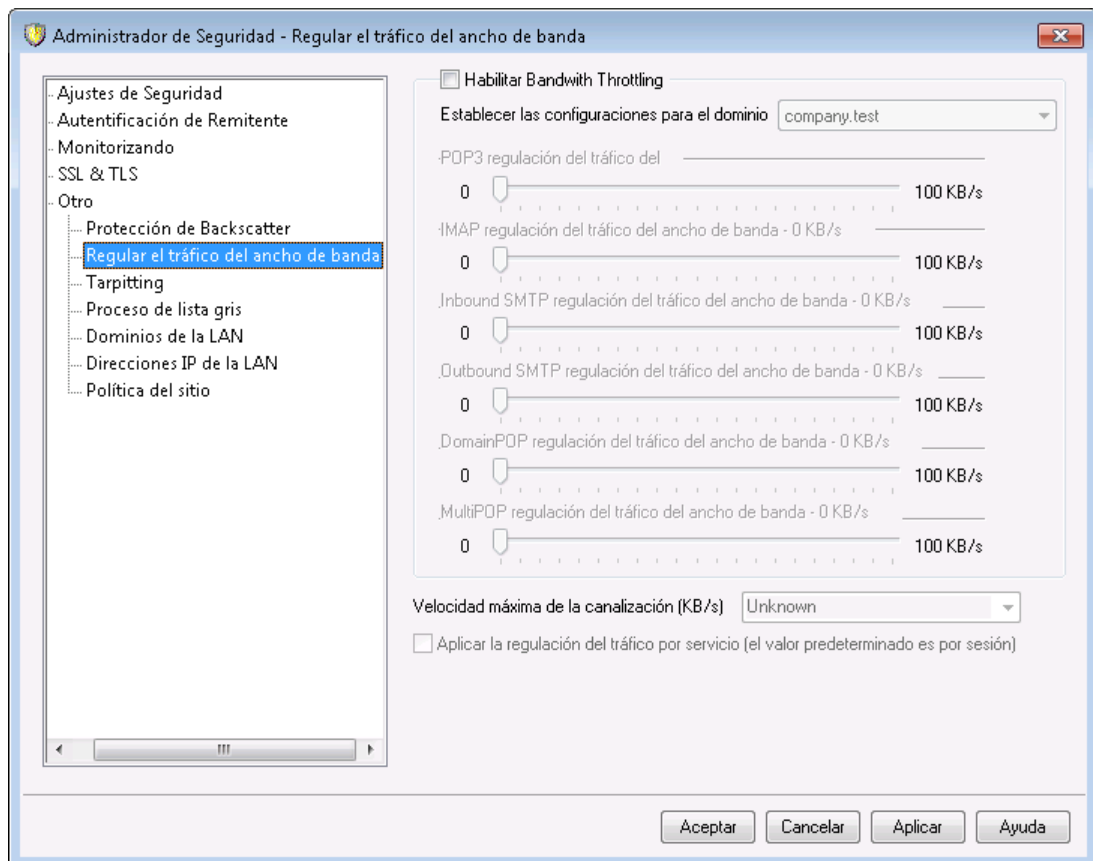 Administrador de Seguridad - Regular el tráfico del ancho de banda
Ajustes de Seguridad
Autentificación de Remitente
Monitorizando
SSL & TLS
Otro
Protección de Backscatter
Regular el tráfico del ancho de banda
Tarpitting
Proceso de lista gris
Dominios de la LAN
Direcciones IP de la LAN
Política del sitio
Habilitar Bandwith Throttling
Establecer las configuraciones para el dominio company.test
POP3 regulación del tráfico del
0 100 KB/s
IMAP regulación del tráfico del ancho de banda - 0 KB/s
0 100 KB/s
Inbound SMTP regulación del tráfico del ancho de banda - 0 KB/s
0 100 KB/s
Outbound SMTP regulación del tráfico del ancho de banda - 0 KB/s
0 100 KB/s
DomainPOP regulación del tráfico del ancho de banda - 0 KB/s
0 100 KB/s
MultiPOP regulación del tráfico del ancho de banda - 0 KB/s
0 100 KB/s
Velocidad máxima de la canalización (KB/s) Unknown
Aplicar la regulación del tráfico por servicio (el valor predeterminado es por sesión)
Aceptar Cancelar Aplicar Ayuda